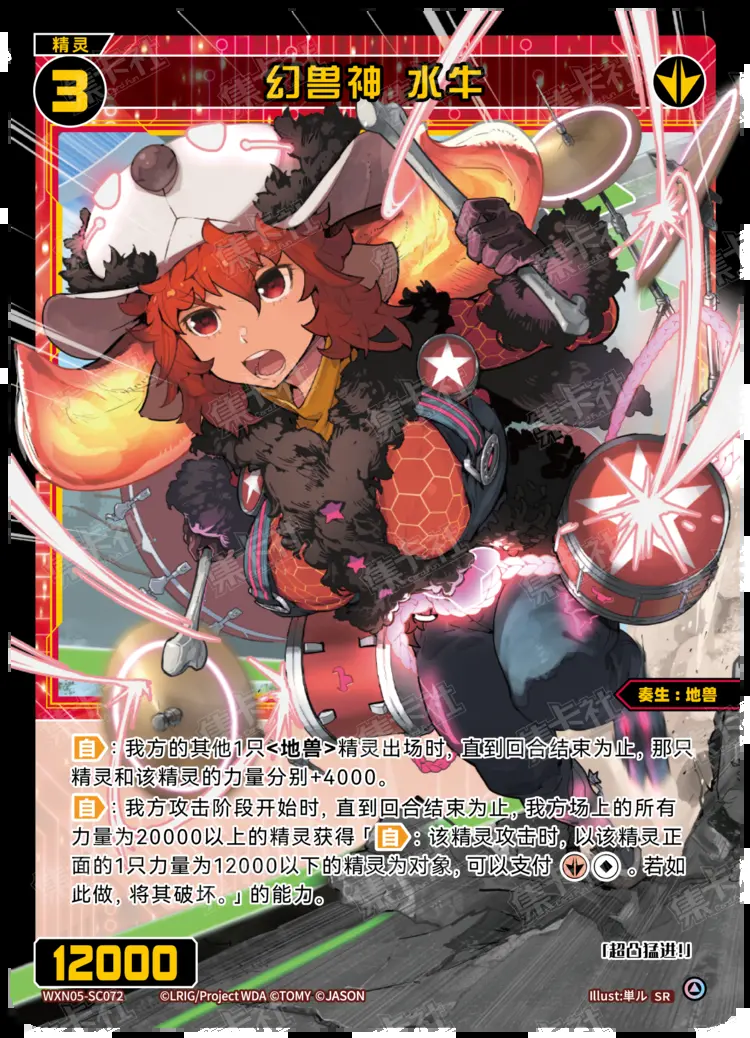 精灵
3
幻兽神 水牛
奏生：地兽
自：我方的其他1只<地兽>精灵出场时，直到回合结束为止，那只
精灵和该精灵的力量分别+4000。
自：我方攻击阶段开始时，直到回合结束为止，我方场上的所有
力量为20000以上的精灵获得「自：该精灵攻击时，以该精灵正
面的1只力量为12000以下的精灵为对象，可以支付 。若如
此做，将其破坏。」的能力。
「超凸猛进!」
12000
WXN05-SC072 ©LRIG/Project WDA ©TOMY ©JASON Illust:単ル SR
集卡社